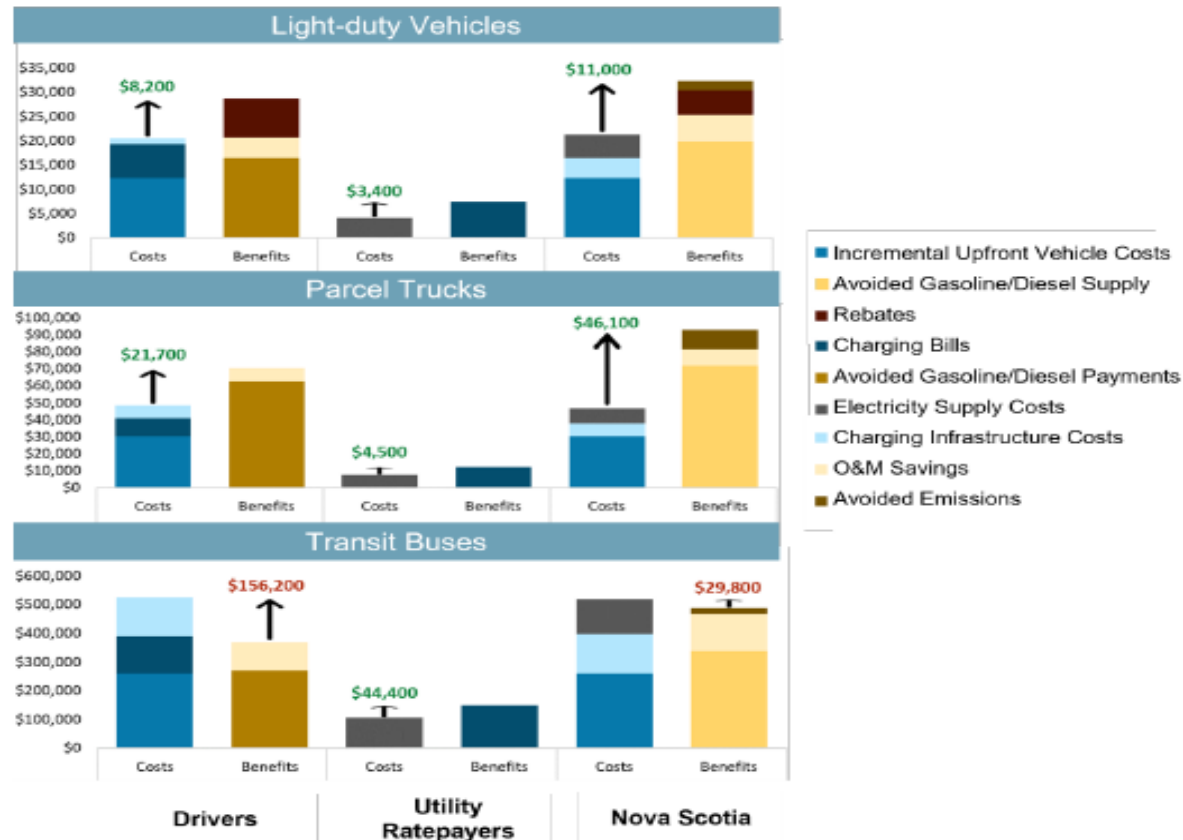 Light-duty Vehicles
$35,000
$30,000
$25,000
$20,000
$15,000
$10,000
$5,000
$0
$8,200
$3,400
$11,000
Costs
Benefits
Costs
Benefits
Costs
Benefits
Parcel Trucks
$100,000
$90,000
$80,000
$70,000
$60,000
$50,000
$40,000
$30,000
$20,000
$10,000
$0
$21,700
$4,500
$46,100
Costs
Benefits
Costs
Benefits
Costs
Benefits
Transit Buses
$600,000
$500,000
$400,000
$300,000
$200,000
$100,000
$0
$156,200
$44,400
$29,800
Costs
Benefits
Costs
Benefits
Costs
Benefits
Drivers
Utility
Ratepayers
Nova Scotia
Incremental Upfront Vehicle Costs
Avoided Gasoline/Diesel Supply
Rebates
Charging Bills
Avoided Gasoline/Diesel Payments
Electricity Supply Costs
Charging Infrastructure Costs
O&M Savings
Avoided Emissions